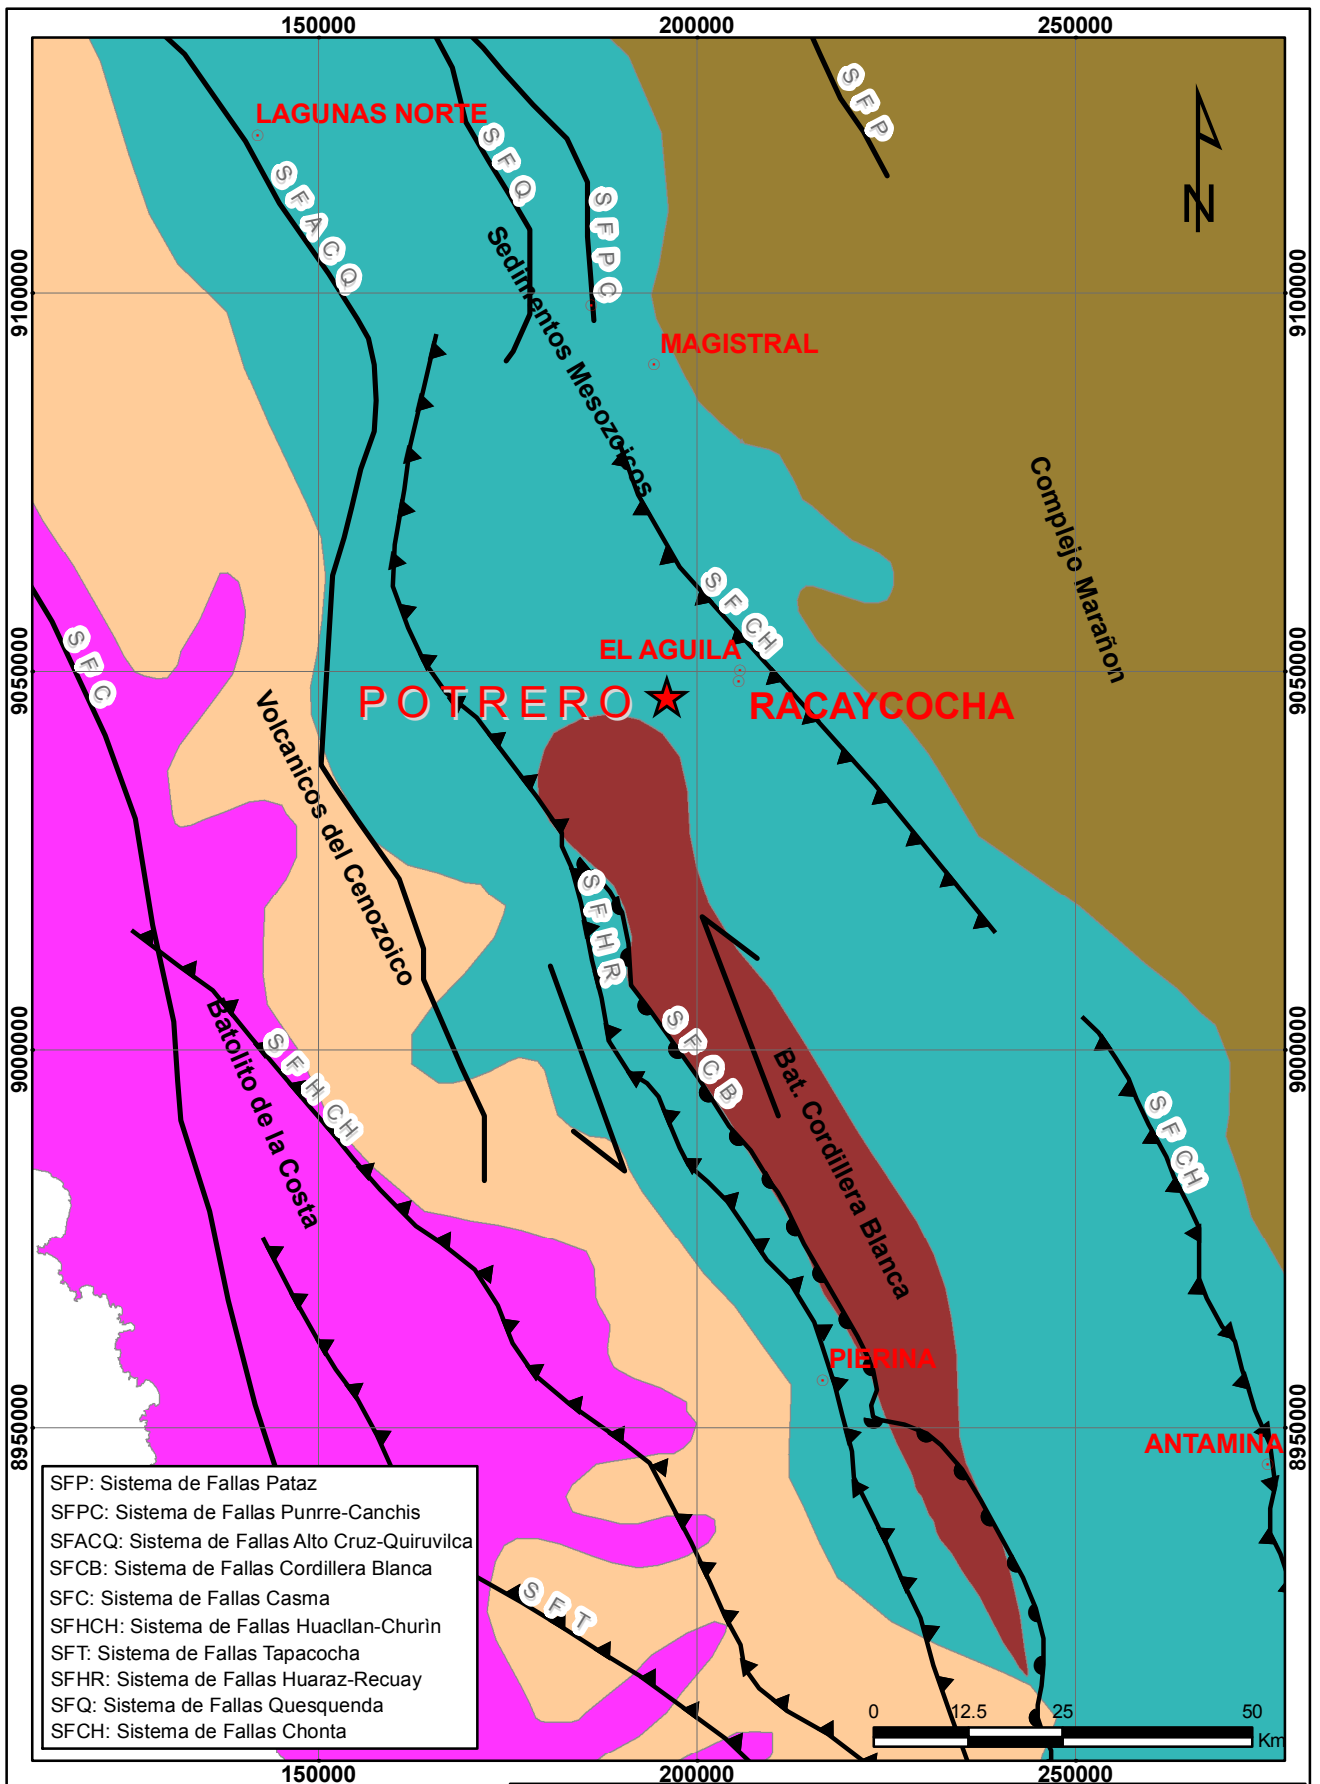 150000 200000 250000
LAGUNAS NORTE
SFP
SFQ
SFACQ
SFPC
Sedimentos Mesozoicos
9100000 9100000
MAGISTRAL
Complejo Marañon
SFCH
SFC
EL AGUILA
9050000 9050000
POTRERO RACAYCOCHA
Volcanicos del Cenozoico
SFHR
SFCB
9000000 9000000
SFHCH
Batolito de la Costa
Bat. Cordillera Blanca
SFCH
PIERINA
8950000 8950000
ANTAMINA
SFT
SFP: Sistema de Fallas Pataz
SFPC: Sistema de Fallas Punrre-Canchis
SFACQ: Sistema de Fallas Alto Cruz-Quiruvilca
SFCB: Sistema de Fallas Cordillera Blanca
SFC: Sistema de Fallas Casma
SFHCH: Sistema de Fallas Huacllan-Churìn
SFT: Sistema de Fallas Tapacocha
SFHR: Sistema de Fallas Huaraz-Recuay
SFQ: Sistema de Fallas Quesquenda
SFCH: Sistema de Fallas Chonta
0 12.5 25 50
Km
150000 200000 250000
N